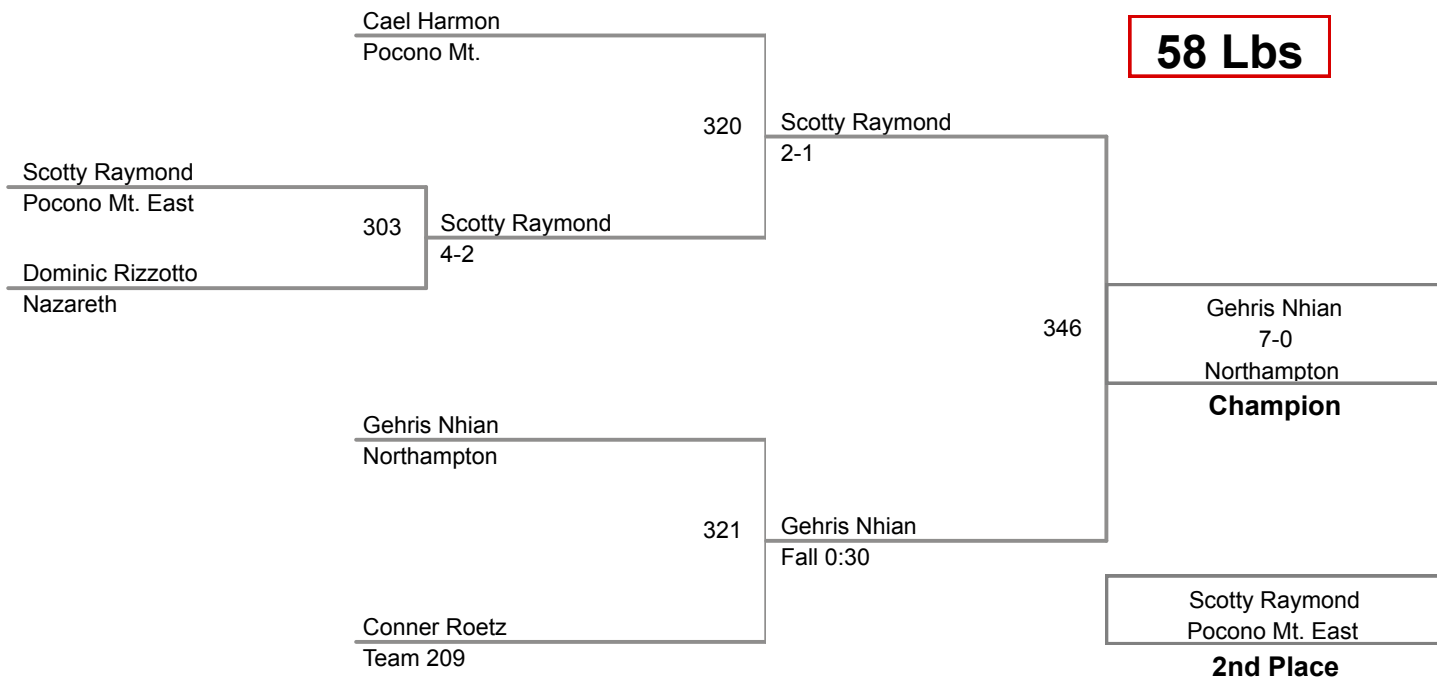 Cael Harmon
Pocono Mt.
58 Lbs
320
Scotty Raymond
2-1
Scotty Raymond
Pocono Mt. East
303
Scotty Raymond
4-2
Dominic Rizzotto
Nazareth
346
Gehris Nhian
7-0
Northampton
Champion
Gehris Nhian
Northampton
321
Gehris Nhian
Fall 0:30
Conner Roetz
Team 209
Scotty Raymond
Pocono Mt. East
2nd Place